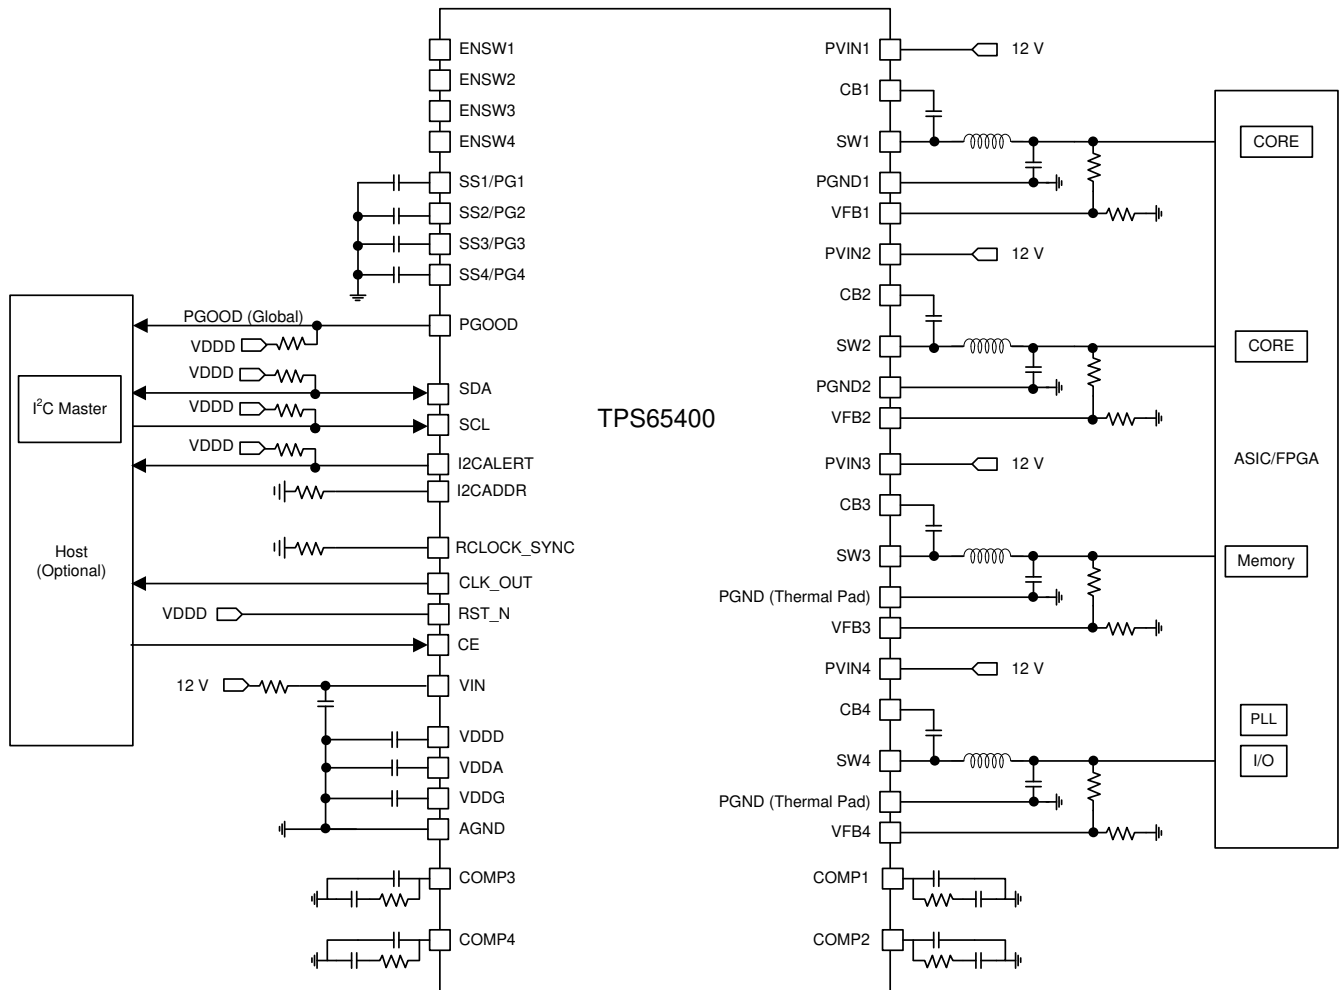 ENSW1
ENSW2
ENSW3
ENSW4
SS1/PG1
SS2/PG2
SS3/PG3
SS4/PG4
PGOOD (Global)
PGOOD
VDDD
VDDD
SDA
I²C Master
VDDD
SCL
VDDD
I2CALERT
I2CADDR
Host
(Optional)
RCLOCK_SYNC
CLK_OUT
VDDD
RST_N
CE
12 V
VIN
VDDD
VDDA
VDDG
AGND
COMP3
COMP4
TPS65400
PVIN1
12 V
CB1
SW1
PGND1
VFB1
PVIN2
12 V
CB2
SW2
PGND2
VFB2
PVIN3
12 V
CB3
SW3
PGND (Thermal Pad)
VFB3
PVIN4
12 V
CB4
SW4
PGND (Thermal Pad)
VFB4
COMP1
COMP2
CORE
CORE
ASIC/FPGA
Memory
PLL
I/O